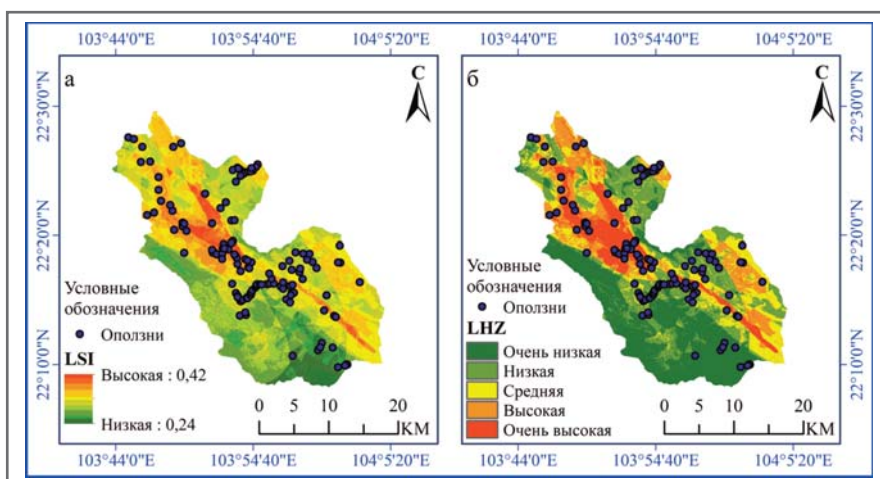 103°44'0"E 103°54'40"E 104°5'20"E
а
С
22°30'0"N
22°20'0"N
22°10'0"N
Условные
обозначения
Оползни
LSI
Высокая : 0,42
Низкая : 0,24
0 5 10 20
KM
103°44'0"E 103°54'40"E 104°5'20"E
103°44'0"E 103°54'40"E 104°5'20"E
б
С
22°30'0"N
22°20'0"N
22°10'0"N
Условные
обозначения
Оползни
LHZ
Очень низкая
Низкая
Средняя
Высокая
Очень высокая
0 5 10 20
KM
103°44'0"E 103°54'40"E 104°5'20"E